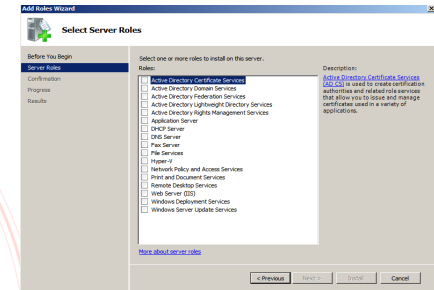 Add Roles Wizard
Select Server Roles
Before You Begin
Server Roles
Confirmation
Progress
Results
Select one or more roles to install on this server.
Roles:
Active Directory Certificate Services
Active Directory Domain Services
Active Directory Federation Services
Active Directory Lightweight Directory Services
Active Directory Rights Management Services
Application Server
DHCP Server
DNS Server
Fax Server
File Services
Hyper-V
Network Policy and Access Services
Print and Document Services
Remote Desktop Services
Web Server (IIS)
Windows Deployment Services
Windows Server Update Services
More about server roles
Description:
Active Directory Certificate Services
(AD CS) is used to create certification
authorities and related role services
that allow you to issue and manage
certificates used in a variety of
applications.
< Previous
Next >
Install
Cancel